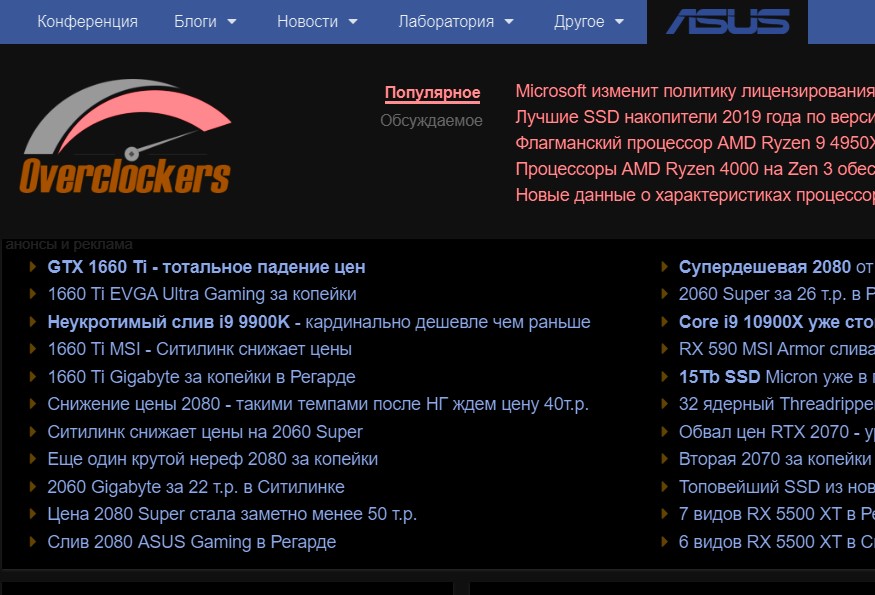 Конференция Блоги Новости Лаборатория Другое ASUS
Overclockers
Популярное
Обсуждаемое
Microsoft изменит политику лицензирования
Лучшие SSD накопители 2019 года по
Флагманский процессор AMD Ryzen 9 4950X
Процессоры AMD Ryzen 4000 на Zen 3
Новые данные о характеристиках
анонсы и реклама
GTX 1660 Ti - тотальное падение цен
1660 Ti EVGA Ultra Gaming за копейки
Неукротимый слив i9 9900K - кардинально дешевле чем раньше
1660 Ti MSI - Ситилинк снижает цены
1660 Ti Gigabyte за копейки в Регарде
Снижение цены 2080 - такими темпами после НГ ждем цену 40т.р.
Ситилинк снижает цены на 2060 Super
Еще один крутой нереф 2080 за копейки
2060 Gigabyte за 22 т.р. в Ситилинке
Цена 2080 Super стала заметно менее 50 т.р.
Слив 2080 ASUS Gaming в Регарде
Супердешевая 2080 от
2060 Super за 26 т.р. в
Core i9 10900X уже
RX 590 MSI Armor
15Tb SSD Micron уже в
32 ядерный
Обвал цен RTX 2070 -
Вторая 2070 за копейки
Топовейший SSD из
7 видов RX 5500 XT в
6 видов RX 5500 XT в